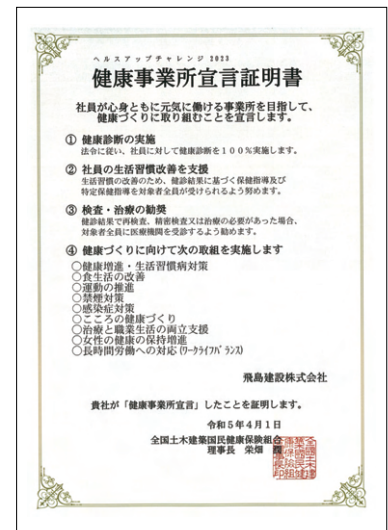 ヘルスアップチャレンジ 2023
健康事業所宣言証明書
社員が心身ともに元気に働ける事業所を目指して、
健康づくりに取り組むことを宣言します。
① 健康診断の実施
法令に従い、社員に対して健康診断を100%実施します。
② 社員の生活習慣改善を支援
生活習慣の改善のため、健診結果に基づく保健指導及び
特定保健指導を対象者全員が受けられるよう努めます。
③ 検査・治療の勧奨
健診結果で再検査、精密検査又は治療の必要があった場合、
対象者全員に医療機関を受診するよう勧めます。
④ 健康づくりに向けて次の取組を実施します
○健康増進・生活習慣病対策
○食生活の改善
○運動の推進
○禁煙対策
○感染症対策
○こころの健康づくり
○治療と職業生活の両立支援
○女性の健康の保持増進
○長時間労働への対応(ワークライフバランス)
飛島建設株式会社
貴社が「健康事業所宣言」したことを証明します。
令和5年4月1日
全国土木建築国民健康保険組合
理事長 栄畑